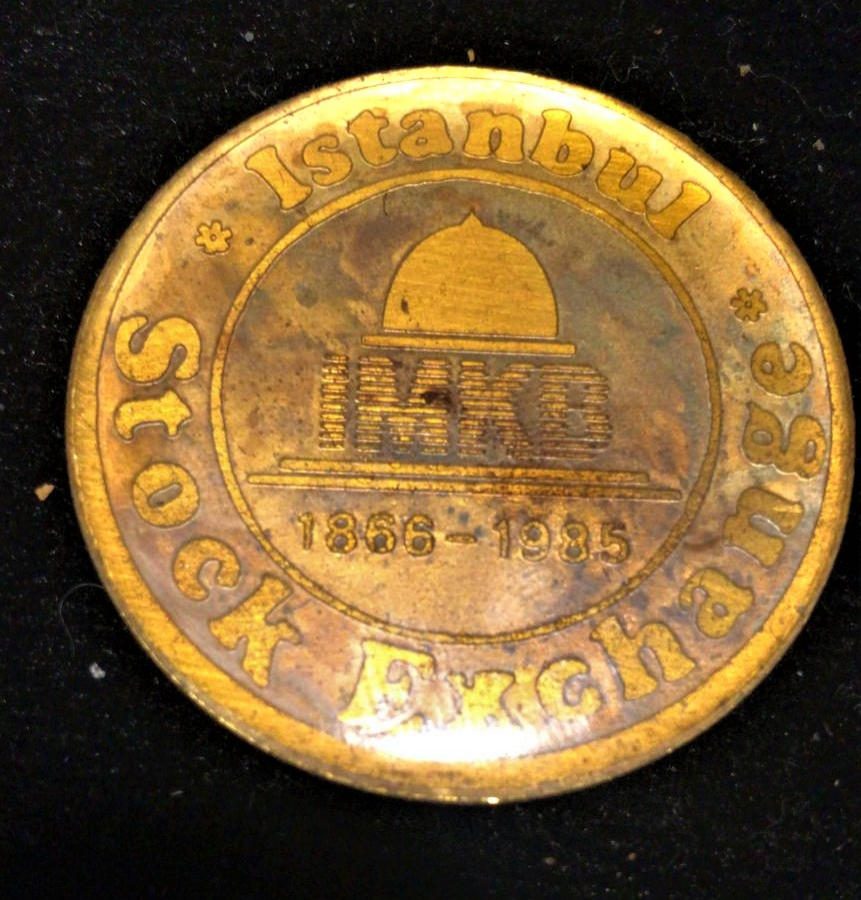 Istanbul
IMKB
1866-1985
Stock Exchange